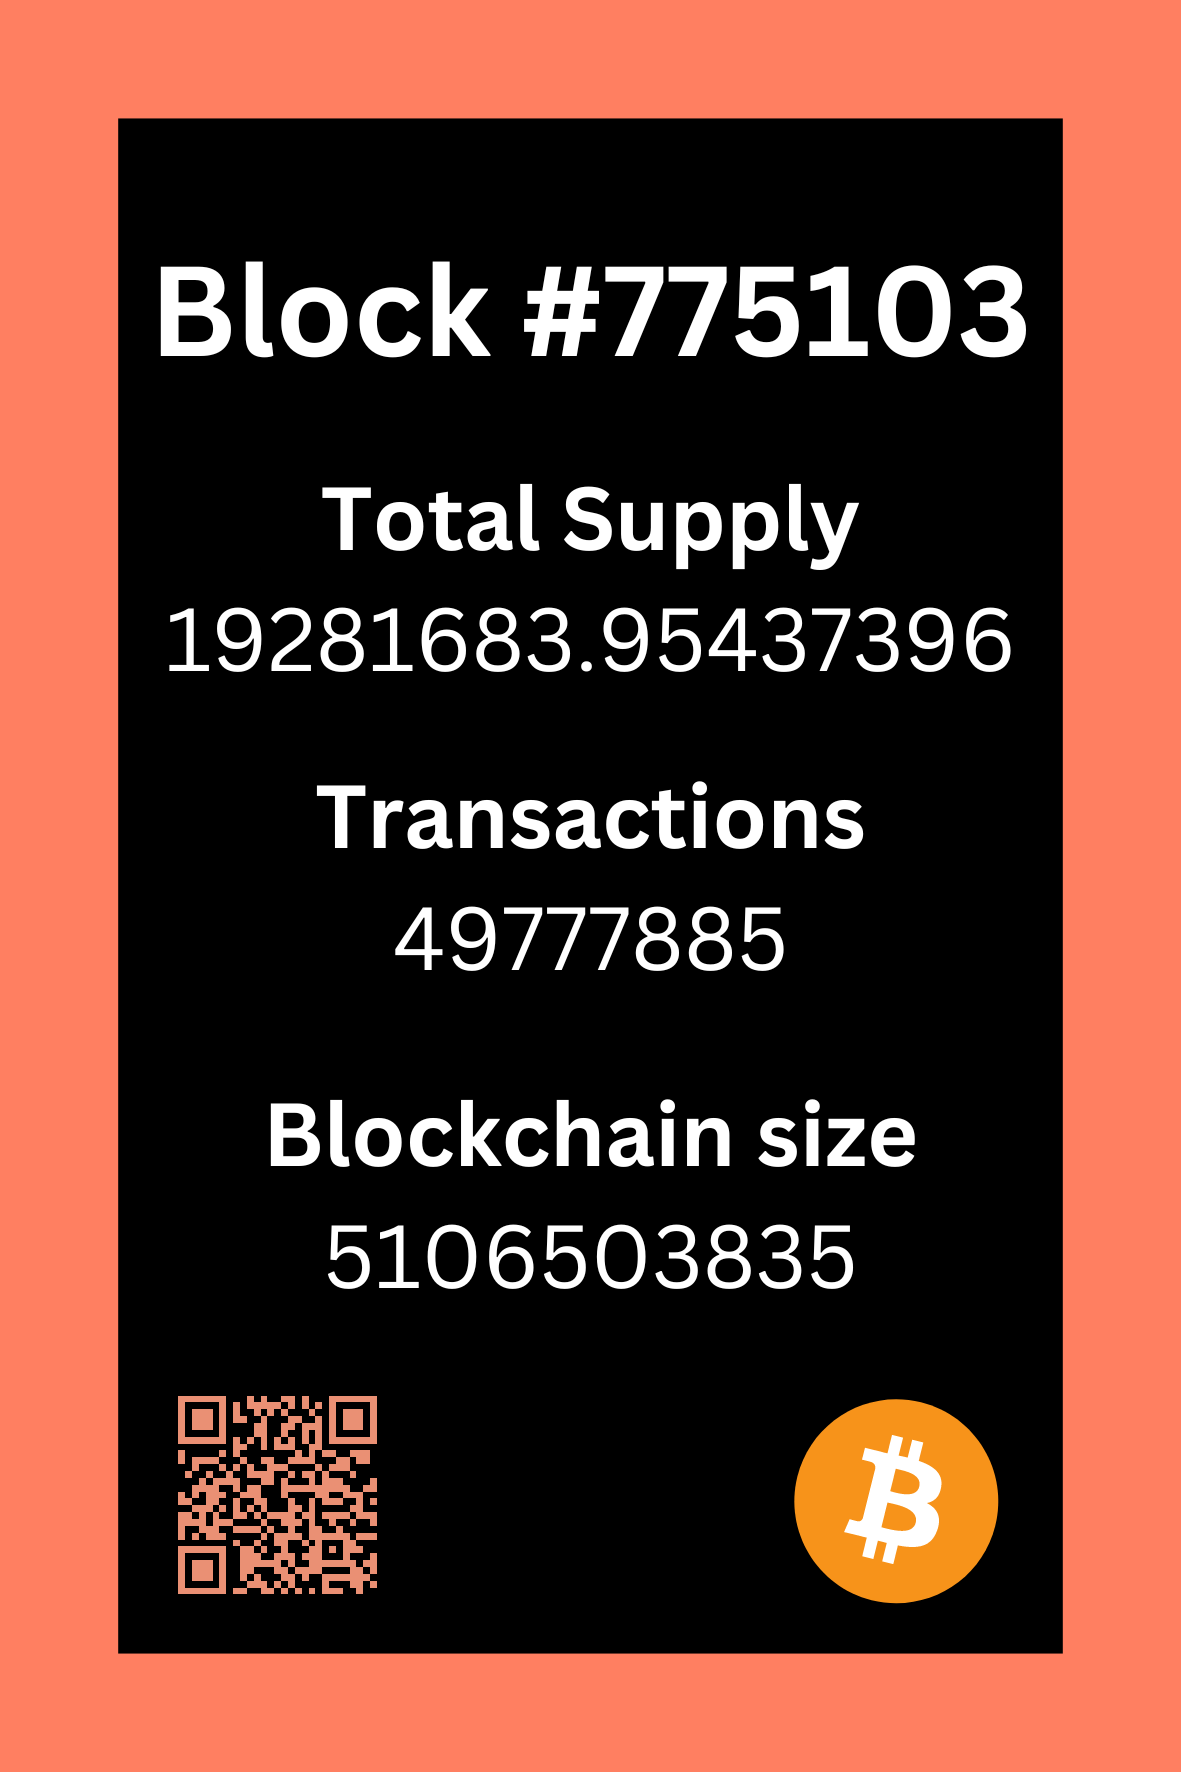 Block #775103
Total Supply
19281683.95437396
Transactions
49777885
Blockchain size
5106503835